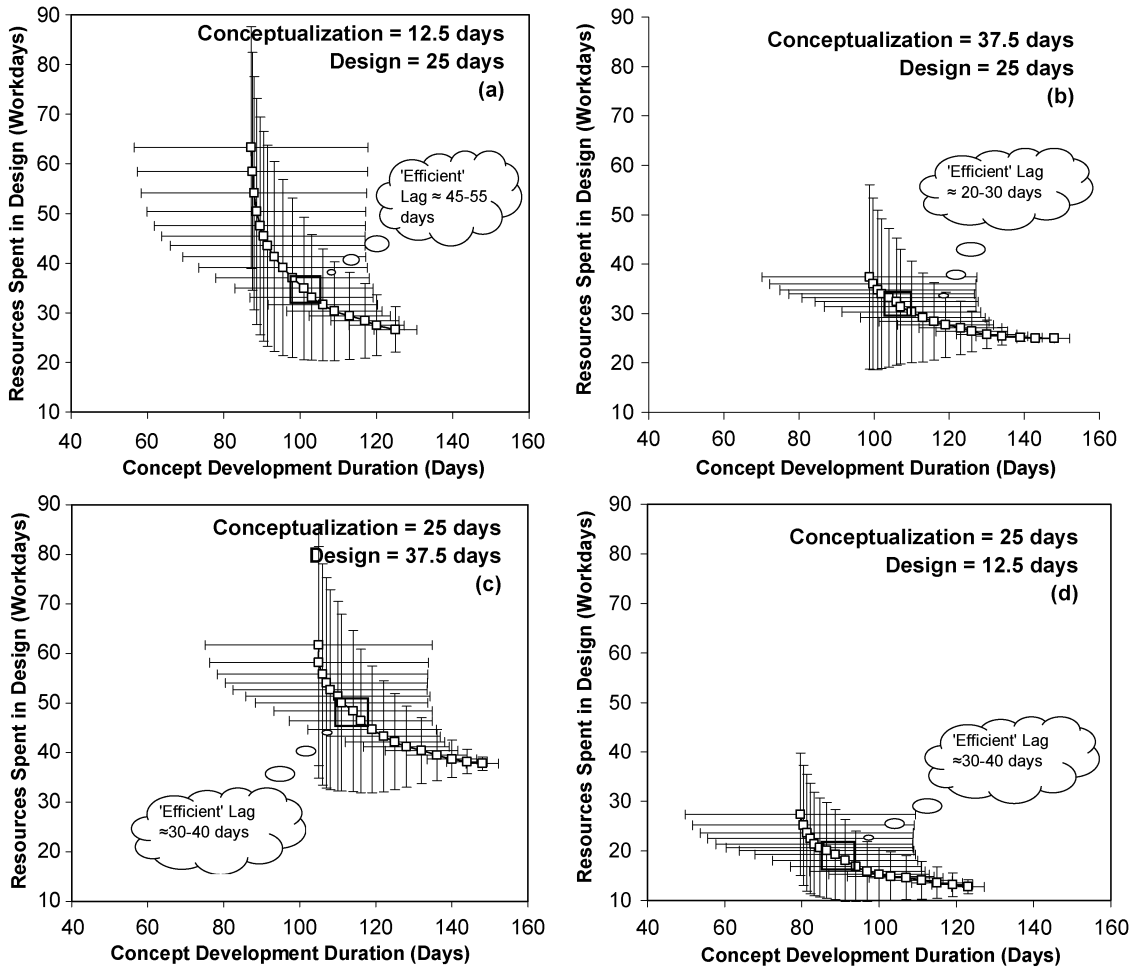 90
80
70
60
50
40
30
20
10
Resources Spent in Design (Workdays)
Conceptualization = 12.5 days
Design = 25 days
(a)
'Efficient'
Lag ≈ 45-55
days
40 60 80 100 120 140 160
Concept Development Duration (Days)
90
80
70
60
50
40
30
20
10
Resources Spent in Design (Workdays)
Conceptualization = 37.5 days
Design = 25 days
(b)
'Efficient' Lag
≈ 20-30 days
40 60 80 100 120 140 160
Concept Development Duration (Days)
90
80
70
60
50
40
30
20
10
Resources Spent in Design (Workdays)
Conceptualization = 25 days
Design = 37.5 days
(c)
'Efficient' Lag
≈30-40 days
40 60 80 100 120 140 160
Concept Development Duration (Days)
90
80
70
60
50
40
30
20
10
Resources Spent in Design (Workdays)
Conceptualization = 25 days
Design = 12.5 days
(d)
'Efficient' Lag
≈30-40 days
40 60 80 100 120 140 160
Concept Development Duration (Days)